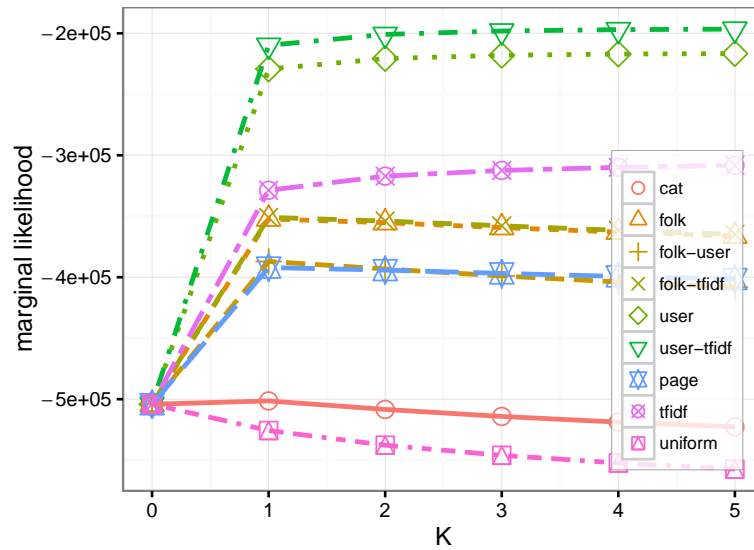 −2e+05
−3e+05
−4e+05
−5e+05
marginal likelihood
0 1 2 3 4 5
K
cat
folk
folk−user
folk−tfidf
user
user−tfidf
page
tfidf
uniform